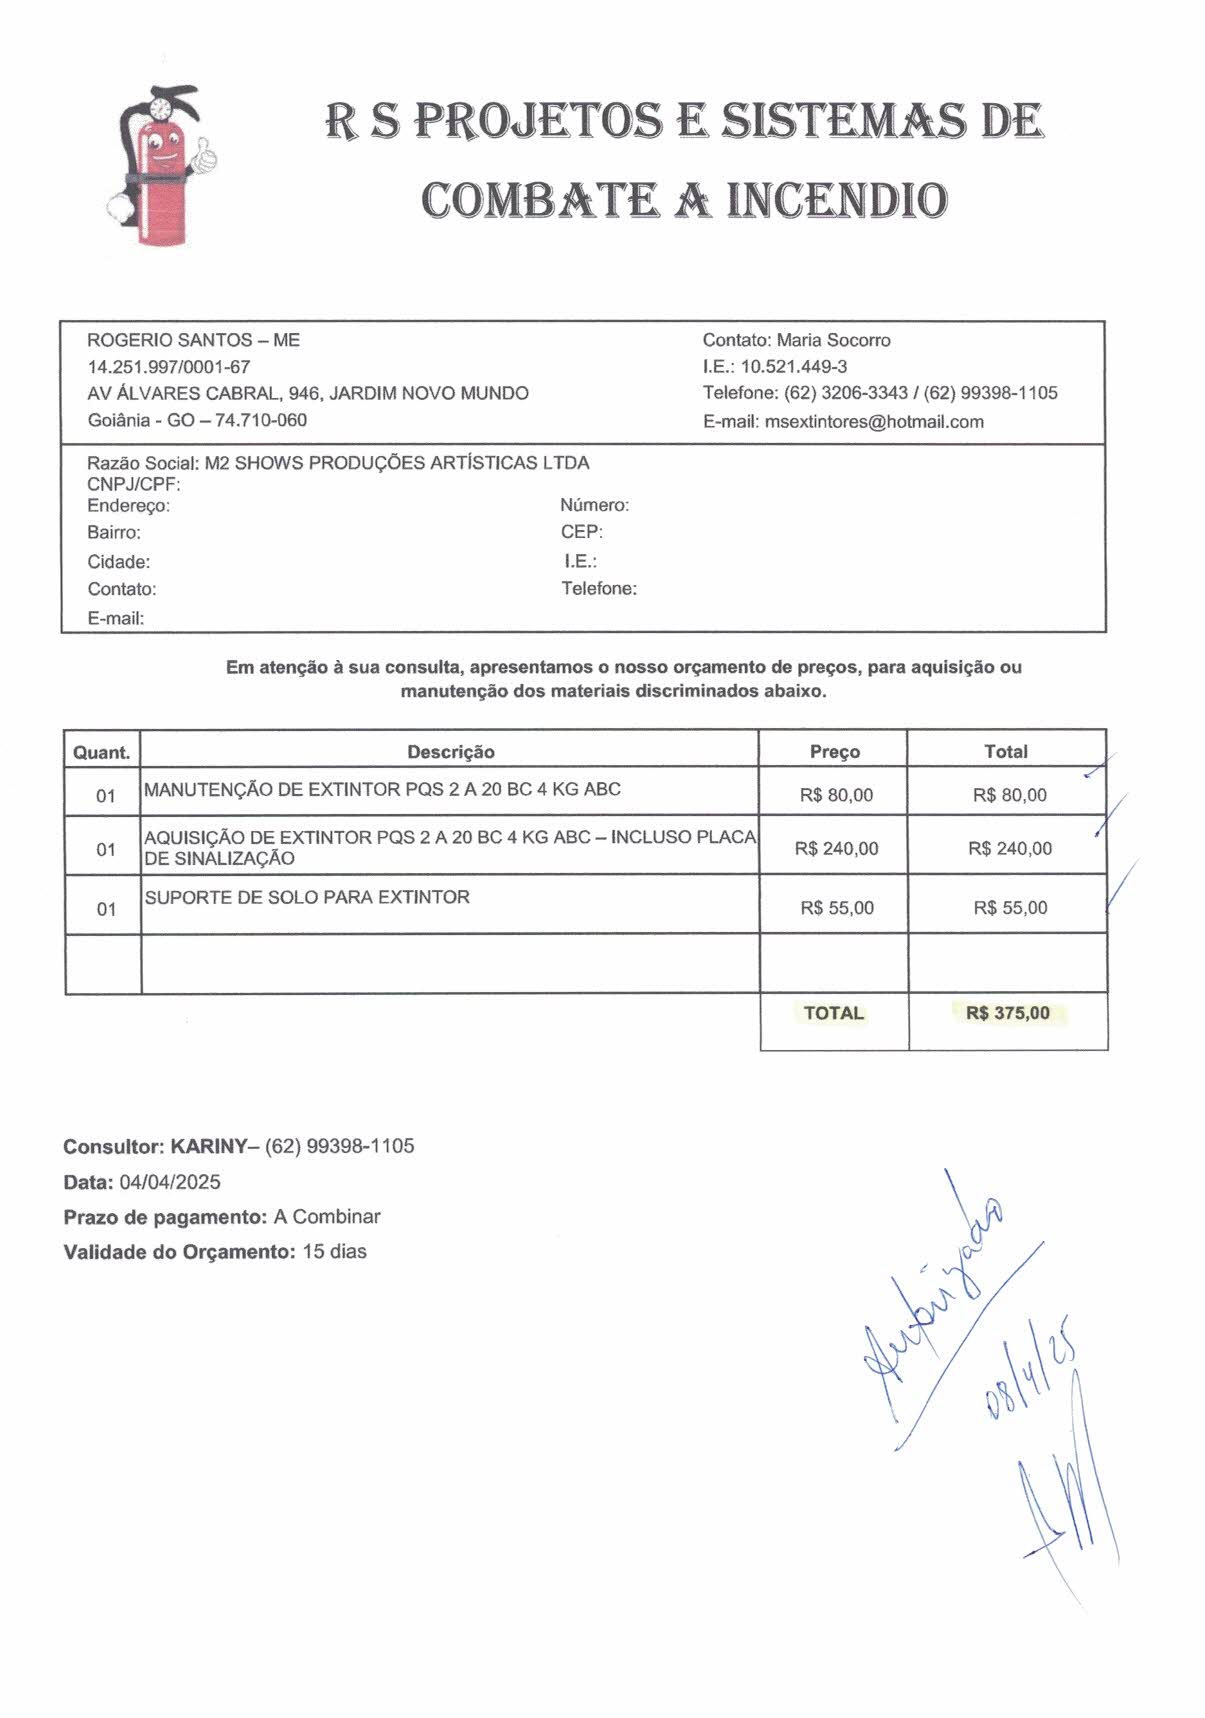 R S PROJETOS E SISTEMAS DE
COMBATE A INCENDIO
ROGERIO SANTOS – ME
Contato: Maria Socorro
14.251.997/0001-67
I.E.: 10.521.449-3
AV ÁLVARES CABRAL, 946, JARDIM NOVO MUNDO
Telefone: (62) 3206-3343 / (62) 99398-1105
Goiânia - GO – 74.710-060
E-mail: msextintores@hotmail.com
Razão Social: M2 SHOWS PRODUÇÕES ARTÍSTICAS LTDA
CNPJ/CPF:
Endereço: Número:
Bairro: CEP:
Cidade: I.E.:
Contato: Telefone:
E-mail:
Em atenção à sua consulta, apresentamos o nosso orçamento de preços, para aquisição ou
manutenção dos materiais discriminados abaixo.
Quant. Descrição Preço Total
01 MANUTENÇÃO DE EXTINTOR PQS 2 A 20 BC 4 KG ABC R$ 80,00 R$ 80,00
01 AQUISIÇÃO DE EXTINTOR PQS 2 A 20 BC 4 KG ABC – INCLUSO PLACA
DE SINALIZAÇÃO R$ 240,00 R$ 240,00
01 SUPORTE DE SOLO PARA EXTINTOR R$ 55,00 R$ 55,00
TOTAL R$ 375,00
Consultor: KARINY– (62) 99398-1105
Data: 04/04/2025
Prazo de pagamento: A Combinar
Validade do Orçamento: 15 dias
Autorizado
08/4/25